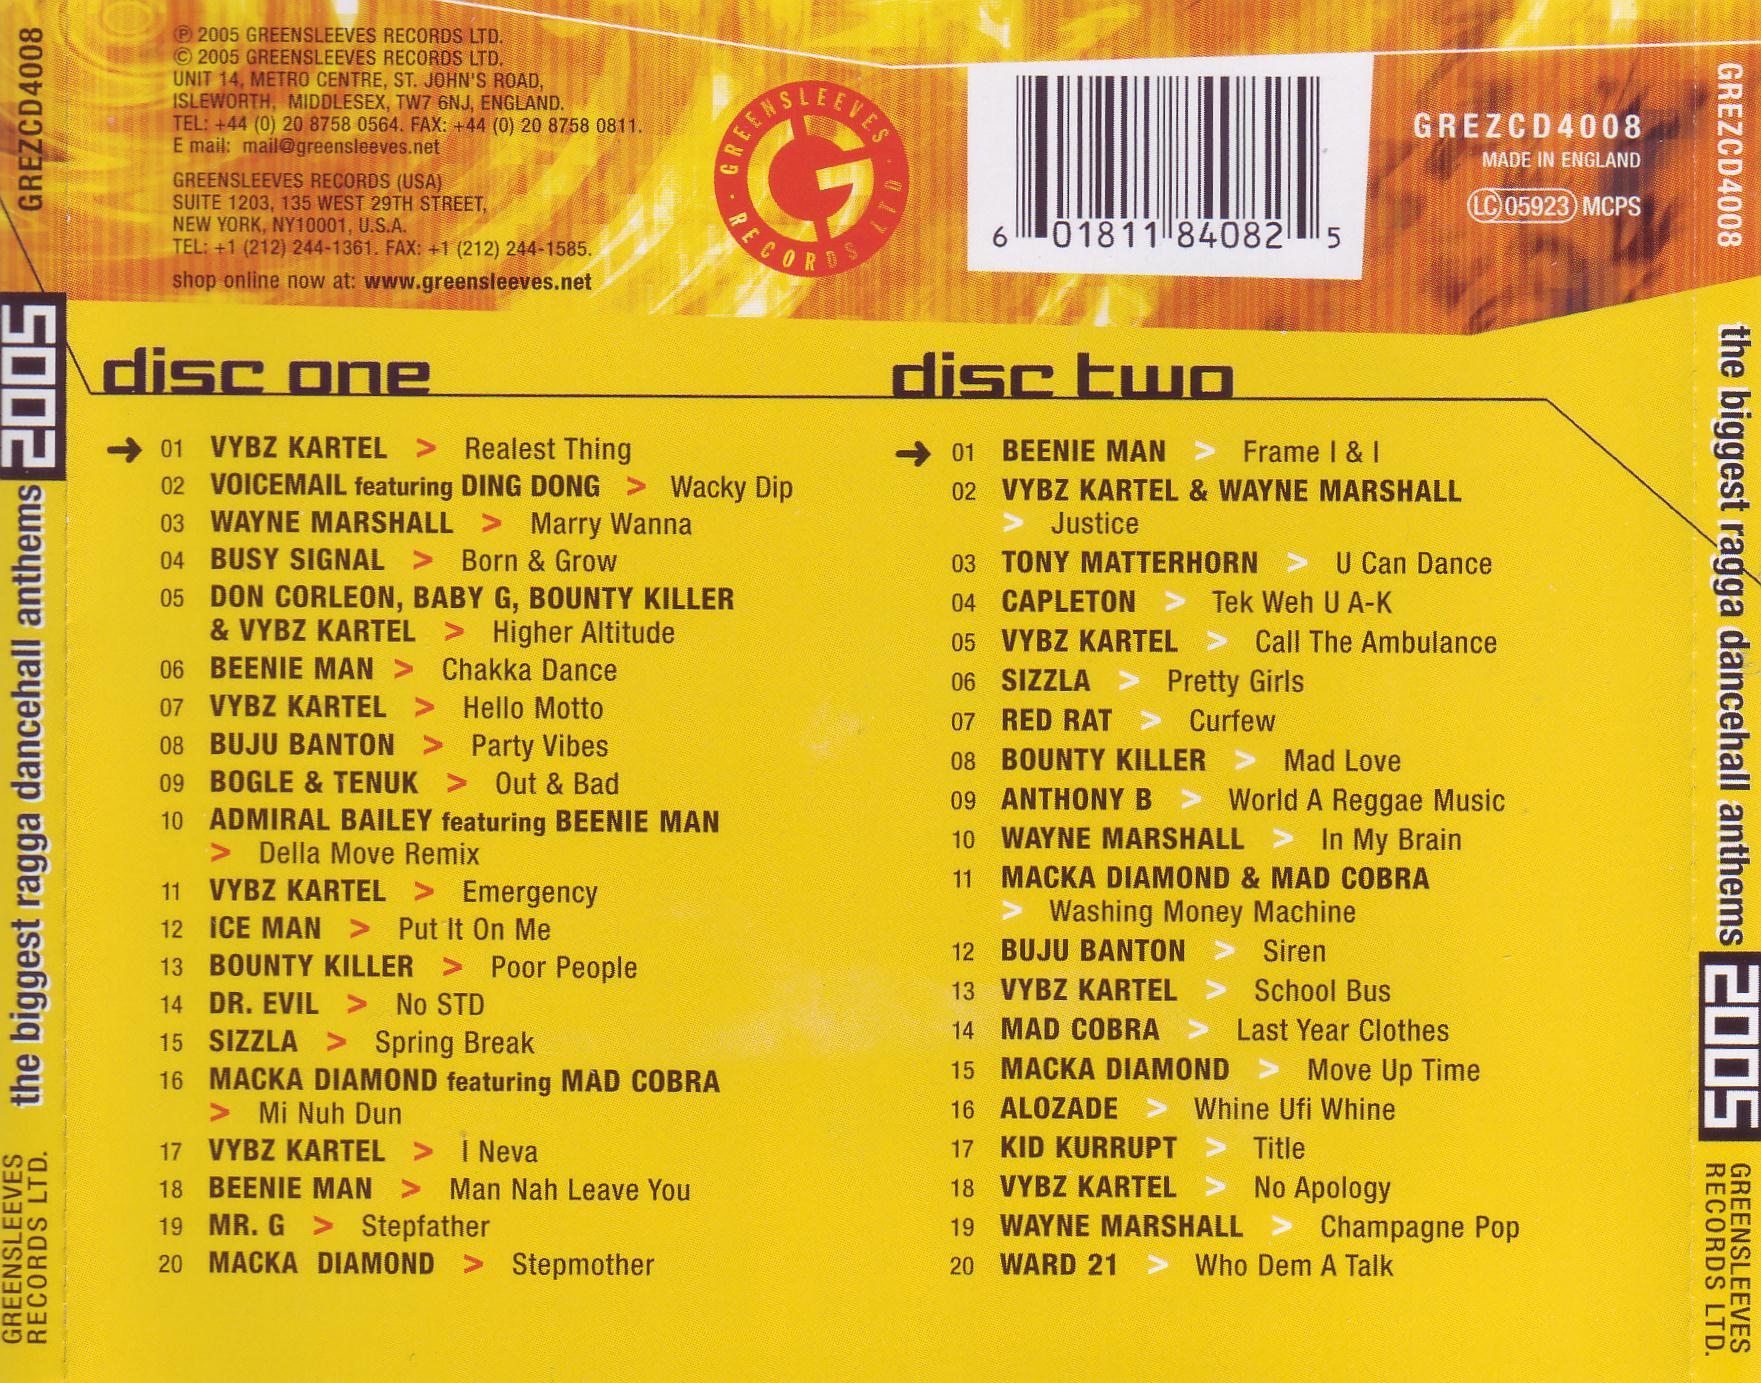 GREZCD4008
℗ 2005 GREENSLEEVES RECORDS LTD.
© 2005 GREENSLEEVES RECORDS LTD.
UNIT 14, METRO CENTRE, ST. JOHN'S ROAD,
ISLEWORTH, MIDDLESEX, TW7 6NJ, ENGLAND.
TEL: +44 (0) 20 8758 0564. FAX: +44 (0) 20 8758 0811.
E mail: mail@greensleeves.net
GREENSLEEVES RECORDS (USA)
SUITE 1203, 135 WEST 29TH STREET,
NEW YORK, NY10001, U.S.A.
TEL: +1 (212) 244-1361. FAX: +1 (212) 244-1585.
shop online now at: www.greensleeves.net
GREENSLEEVES · RECORDS LTD ·
G
6 01811 84082 5
GREZCD4008
MADE IN ENGLAND
LC 05923 MCPS
GREZCD4008
2005
the biggest ragga dancehall anthems
GREENSLEEVES
RECORDS LTD.
disc one
01 VYBZ KARTEL > Realest Thing
02 VOICEMAIL featuring DING DONG > Wacky Dip
03 WAYNE MARSHALL > Marry Wanna
04 BUSY SIGNAL > Born & Grow
05 DON CORLEON, BABY G, BOUNTY KILLER
& VYBZ KARTEL > Higher Altitude
06 BEENIE MAN > Chakka Dance
07 VYBZ KARTEL > Hello Motto
08 BUJU BANTON > Party Vibes
09 BOGLE & TENUK > Out & Bad
10 ADMIRAL BAILEY featuring BEENIE MAN
> Della Move Remix
11 VYBZ KARTEL > Emergency
12 ICE MAN > Put It On Me
13 BOUNTY KILLER > Poor People
14 DR. EVIL > No STD
15 SIZZLA > Spring Break
16 MACKA DIAMOND featuring MAD COBRA
> Mi Nuh Dun
17 VYBZ KARTEL > I Neva
18 BEENIE MAN > Man Nah Leave You
19 MR. G > Stepfather
20 MACKA DIAMOND > Stepmother
disc two
01 BEENIE MAN > Frame I & I
02 VYBZ KARTEL & WAYNE MARSHALL
> Justice
03 TONY MATTERHORN > U Can Dance
04 CAPLETON > Tek Weh U A-K
05 VYBZ KARTEL > Call The Ambulance
06 SIZZLA > Pretty Girls
07 RED RAT > Curfew
08 BOUNTY KILLER > Mad Love
09 ANTHONY B > World A Reggae Music
10 WAYNE MARSHALL > In My Brain
11 MACKA DIAMOND & MAD COBRA
> Washing Money Machine
12 BUJU BANTON > Siren
13 VYBZ KARTEL > School Bus
14 MAD COBRA > Last Year Clothes
15 MACKA DIAMOND > Move Up Time
16 ALOZADE > Whine Ufi Whine
17 KID KURRUPT > Title
18 VYBZ KARTEL > No Apology
19 WAYNE MARSHALL > Champagne Pop
20 WARD 21 > Who Dem A Talk
the biggest ragga dancehall anthems
2005
GREENSLEEVES
RECORDS LTD.